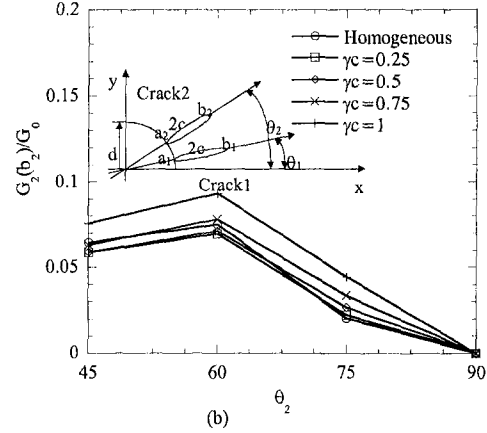 0.2
0.15
0.1
0.05
0
G₂(b₂)/G₀
Homogeneous
γc=0.25
γc=0.5
γc=0.75
γc=1
y
Crack2
b₂
2c
a₂
θ₂
d
2c
b₁
a₁
θ₁
Crack1
x
45 60 75 90
θ₂
(b)